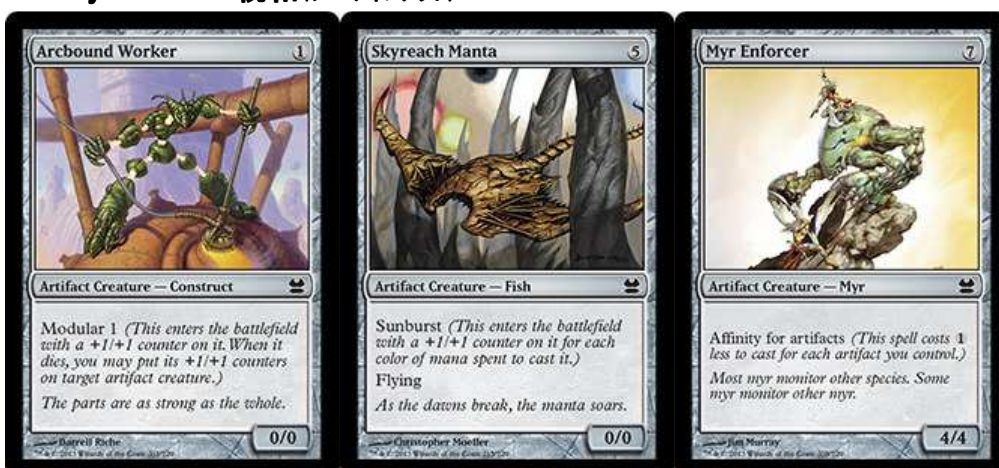 Arcbound Worker 1
Artifact Creature — Construct
Modular 1 (This enters the battlefield
with a +1/+1 counter on it. When it
dies, you may put its +1/+1 counters
on target artifact creature.)
The parts are as strong as the whole.
Darrell Riche
0/0
Skyreach Manta 5
Artifact Creature — Fish
Sunburst (This enters the battlefield
with a +1/+1 counter on it for each
color of mana spent to cast it.)
Flying
As the dawns break, the manta soars.
Christopher Moeller
0/0
Myr Enforcer 7
Artifact Creature — Myr
Affinity for artifacts (This spell costs 1
less to cast for each artifact you control.)
Most myr monitor other species. Some
myr monitor other myr.
Jim Murray
4/4